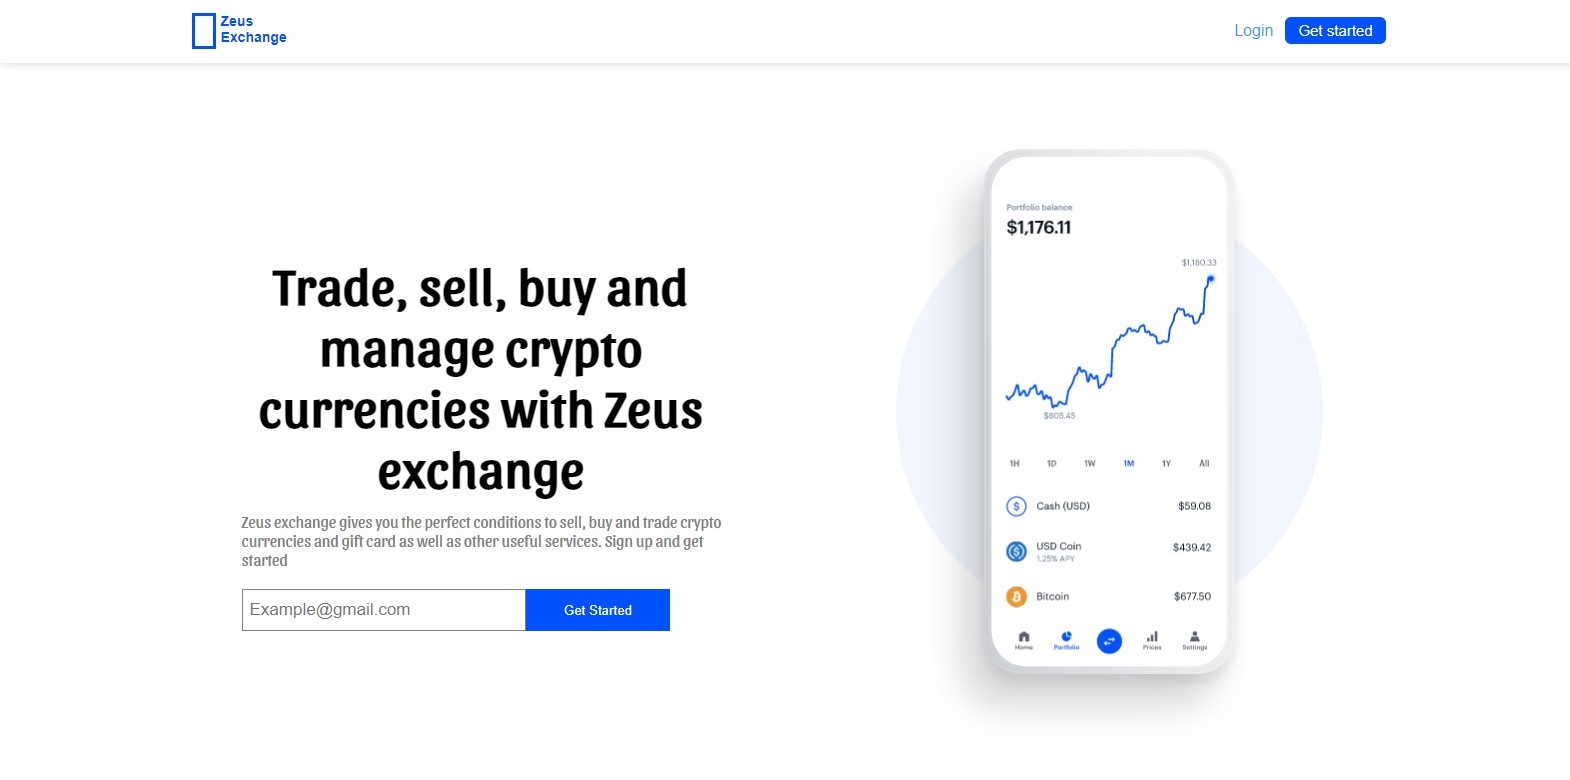 Zeus
Exchange
Login
Get started
Trade, sell, buy and
manage crypto
currencies with Zeus
exchange
Zeus exchange gives you the perfect conditions to sell, buy and trade crypto
currencies and gift card as well as other useful services. Sign up and get
started
Example@gmail.com
Get Started
Portfolio balance
$1,176.11
$1,180.33
$805.45
1H 1D 1W 1M 1Y All
Cash (USD) $59.08
USD Coin $439.42
1.25% APY
Bitcoin $677.50
Home Portfolio Prices Settings